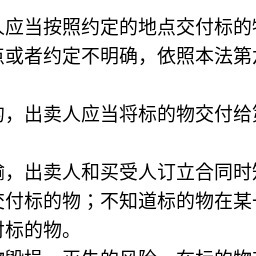 人应当按照约定的地点交付标的物
点或者约定不明确，依照本法第
，出卖人应当将标的物交付给
，出卖人和买受人订立合同时
交付标的物；不知道标的物在某
付标的物。